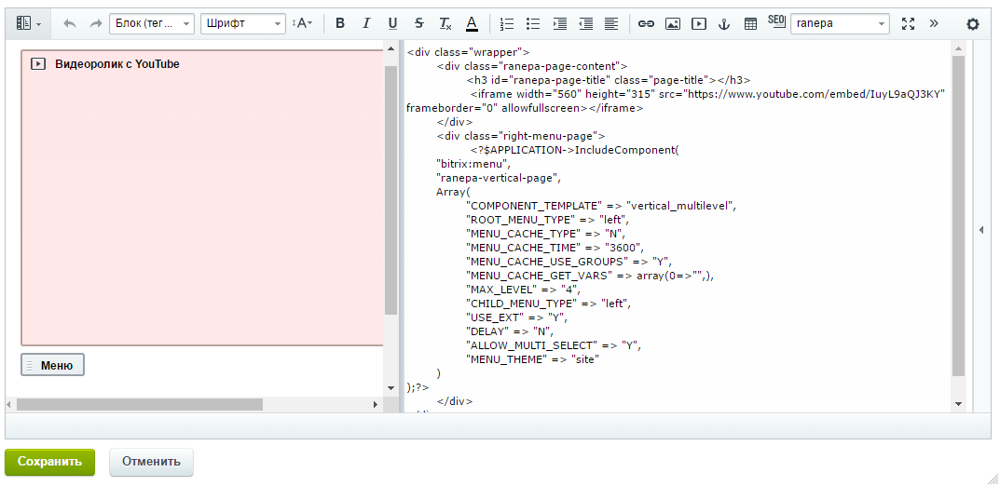 Блок (тег ... Шрифт A B I U S Tx A SEO ranepa
Видеоролик с YouTube
Меню
<div class="wrapper">
<div class="ranepa-page-content">
<h3 id="ranepa-page-title" class="page-title"></h3>
<iframe width="560" height="315" src="https://www.youtube.com/embed/IuyL9aQJ3KY"
frameborder="0" allowfullscreen></iframe>
</div>
<div class="right-menu-page">
<?$APPLICATION->IncludeComponent(
"bitrix:menu",
"ranepa-vertical-page",
Array(
"COMPONENT_TEMPLATE" => "vertical_multilevel",
"ROOT_MENU_TYPE" => "left",
"MENU_CACHE_TYPE" => "N",
"MENU_CACHE_TIME" => "3600",
"MENU_CACHE_USE_GROUPS" => "Y",
"MENU_CACHE_GET_VARS" => array(0=>"",),
"MAX_LEVEL" => "4",
"CHILD_MENU_TYPE" => "left",
"USE_EXT" => "Y",
"DELAY" => "N",
"ALLOW_MULTI_SELECT" => "Y",
"MENU_THEME" => "site"
)
);?>
</div>
Сохранить Отменить